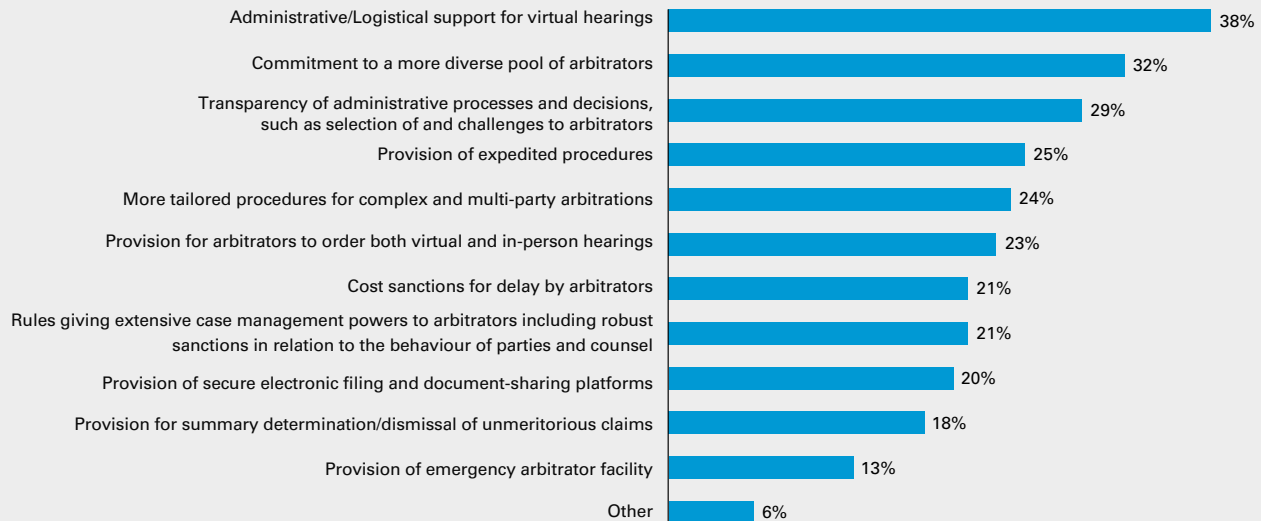 Administrative/Logistical support for virtual hearings 38%
Commitment to a more diverse pool of arbitrators 32%
Transparency of administrative processes and decisions,
such as selection of and challenges to arbitrators 29%
Provision of expedited procedures 25%
More tailored procedures for complex and multi-party arbitrations 24%
Provision for arbitrators to order both virtual and in-person hearings 23%
Cost sanctions for delay by arbitrators 21%
Rules giving extensive case management powers to arbitrators including robust
sanctions in relation to the behaviour of parties and counsel 21%
Provision of secure electronic filing and document-sharing platforms 20%
Provision for summary determination/dismissal of unmeritorious claims 18%
Provision of emergency arbitrator facility 13%
Other 6%